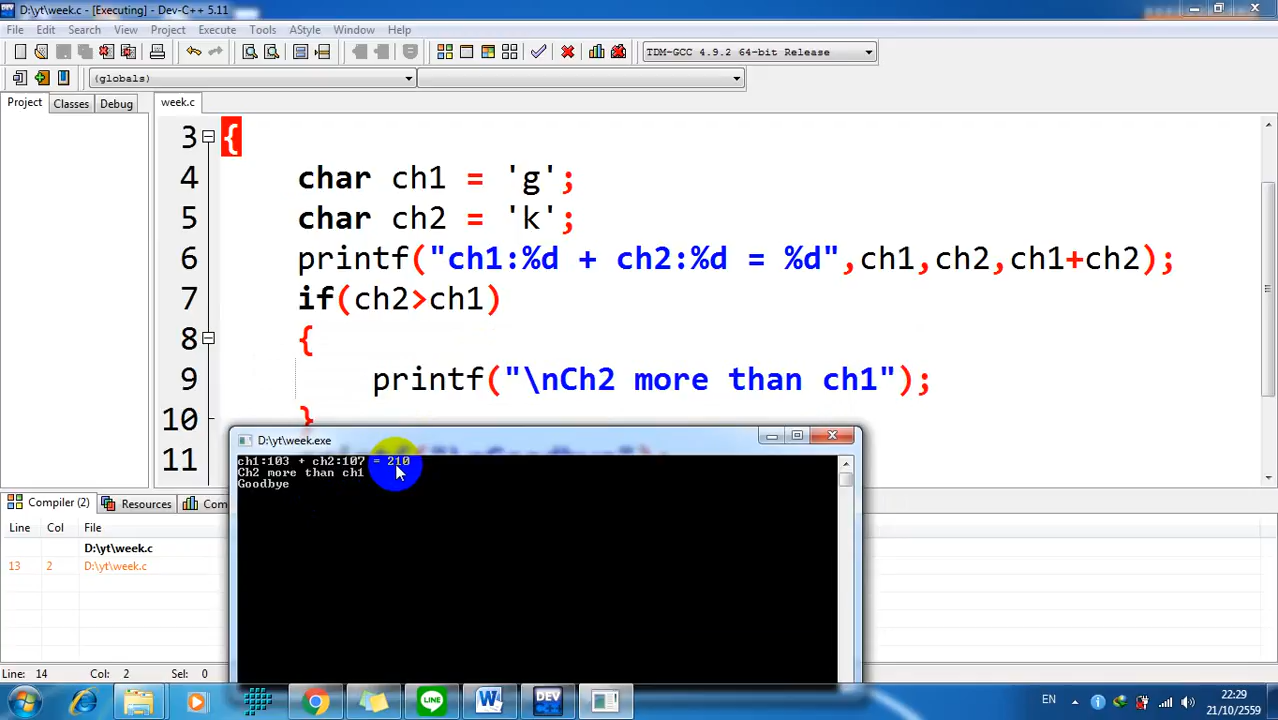 D:\yt\week.c - [Executing] - Dev-C++ 5.11
File Edit Search View Project Execute Tools AStyle Window Help
TDM-GCC 4.9.2 64-bit Release
(globals)
Project Classes Debug week.c
3 {
4 char ch1 = 'g';
5 char ch2 = 'k';
6 printf("ch1:%d + ch2:%d = %d",ch1,ch2,ch1+ch2);
7 if(ch2>ch1)
8 {
9 printf("\nCh2 more than ch1");
10 }
11
D:\yt\week.exe
ch1:103 + ch2:107 = 210
Ch2 more than ch1
Goodbye
Compiler (2) Resources Com
Line Col File
D:\yt\week.c
13 2 D:\yt\week.c
Line: 14 Col: 2 Sel: 0
LINE
W
DEV
C++
EN
22:29
21/10/2559